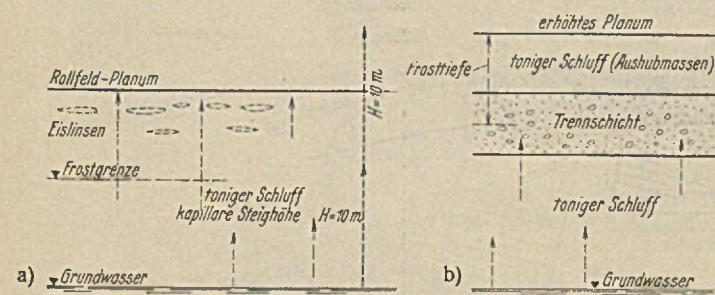 a)
Rollfeld-Planum
Eislinsen
Frostgrenze
toniger Schluff
kapillare Steighöhe H=10 m
H=10 m
Grundwasser
b)
erhöhtes Planum
Frosttiefe
toniger Schluff (Aushubmassen)
Trennschicht
toniger Schluff
Grundwasser